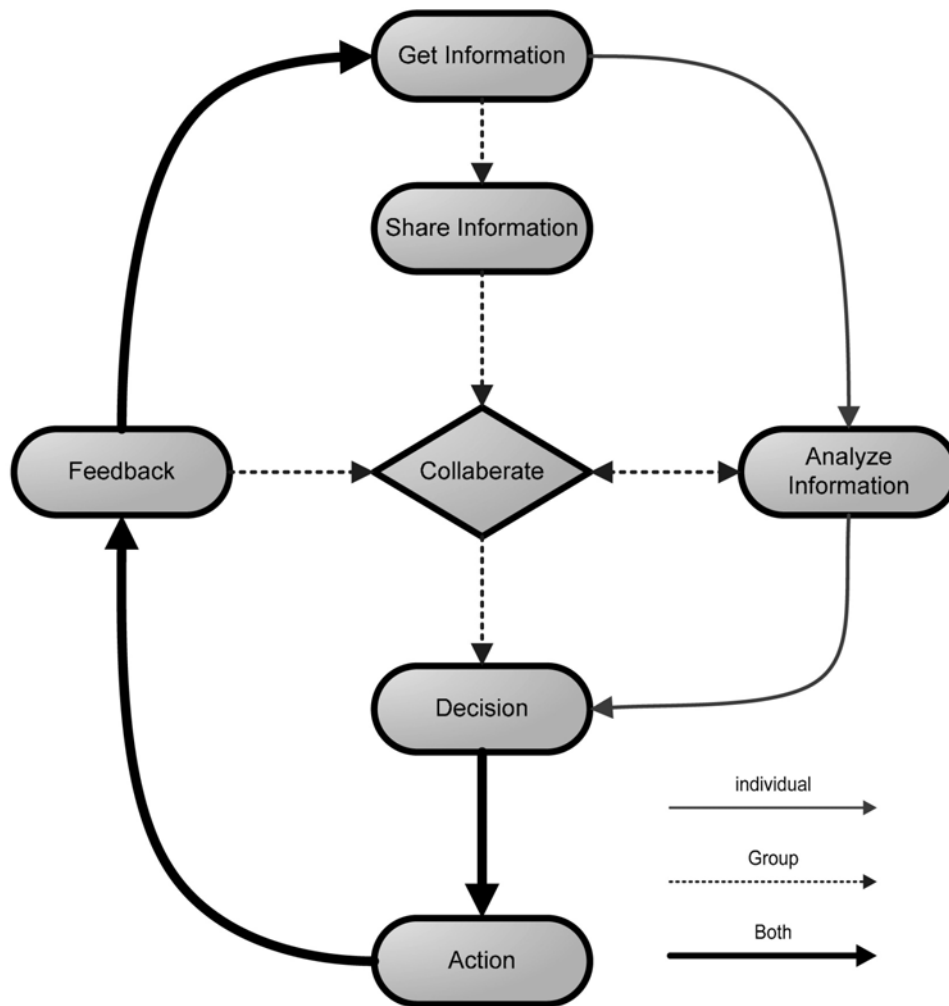 Get Information
Share Information
Feedback
Collaberate
Analyze
Information
Decision
individual
Group
Both
Action